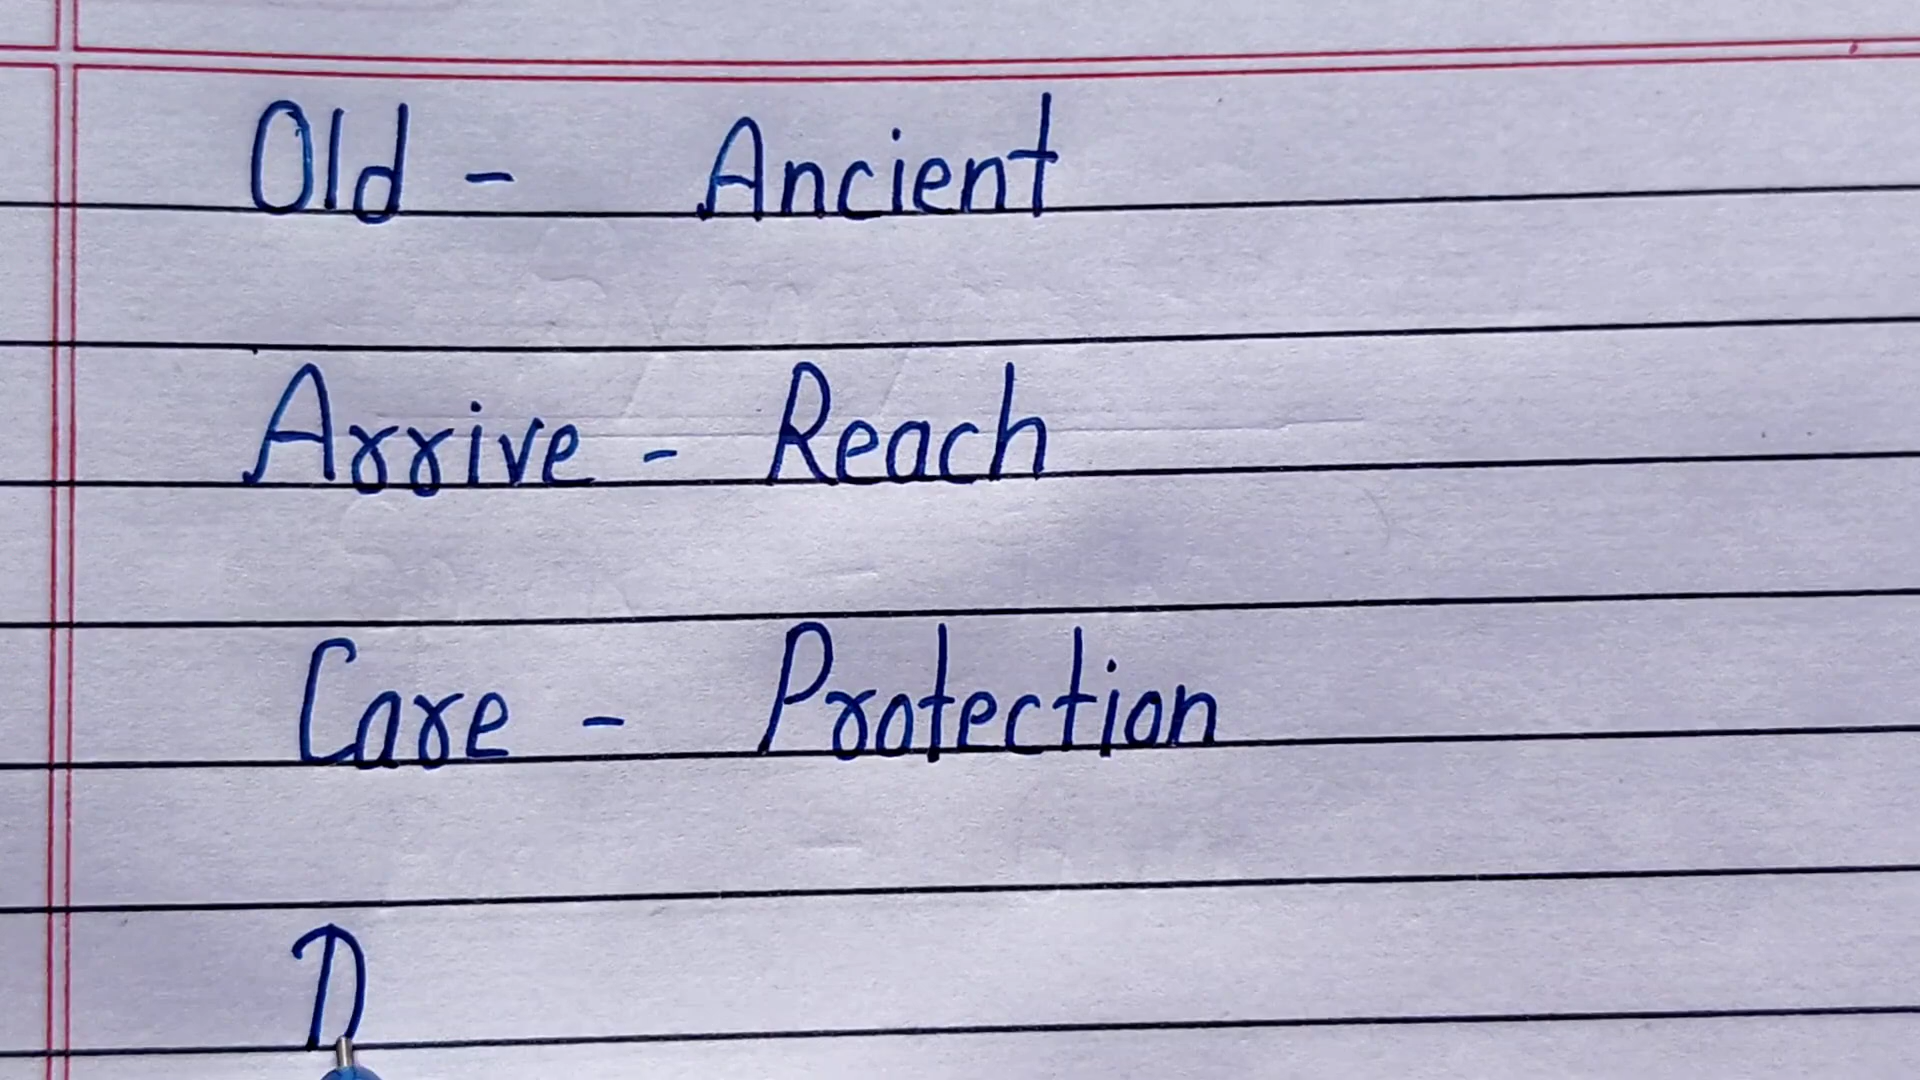 Old - Ancient
Arrive - Reach
Care - Protection
D